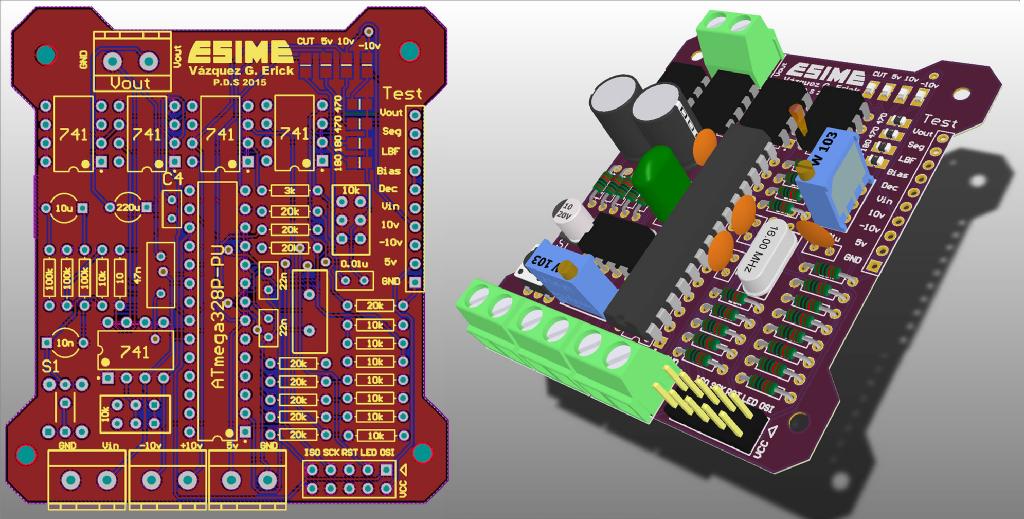 ESIME
Vázquez G. Erick
P.D.S 2015
CUT 5v 10v -10v
GND
Vout
Vout
Test
741
741
741
741
470
470
180
180
Vout
Seg
LBF
Bias
Dec
Vin
10v
-10v
5v
GND
C4
10u
220u
3k
20k
20k
20k
10k
100k
100k
100k
10k
10
47n
ATmega328P-PU
22n
22n
0.01u
20k
10k
10k
10k
10k
10k
10k
10k
20k
20k
20k
20k
20k
10n
S1
741
10k
GND Vin -10v +10v 5v GND
ISO SCK RST LED OSI
VCC
ESIME
CUT 5v 10v -10v
Test
470
Vout
Seg
LBF
Bias
Dec
Vin
10v
-10v
5v
GND
W 103
10
20V
16.00 MHz
W 103
ISO SCK RST LED OSI
VCC